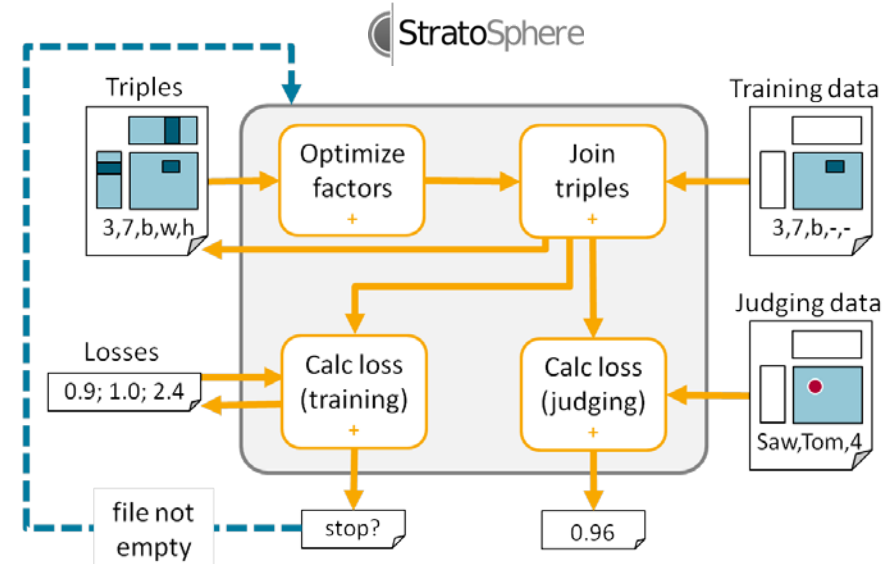 StratoSphere
Triples
Training data
Optimize
factors
+
Join
triples
+
3,7,b,w,h
3,7,b,-,-
Judging data
Losses
0.9; 1.0; 2.4
Calc loss
(training)
+
Calc loss
(judging)
+
Saw,Tom,4
file not
empty
stop?
0.96